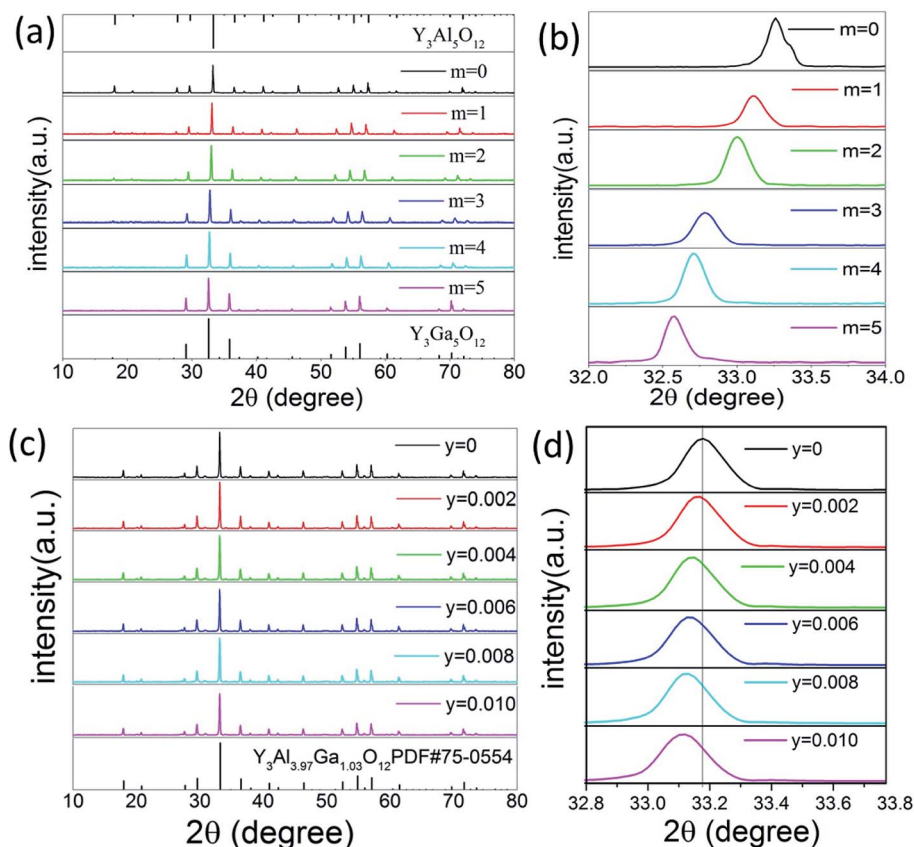 (a)
Y3Al5O12
m=0
m=1
m=2
m=3
m=4
m=5
Y3Ga5O12
intensity(a.u.)
10 20 30 40 50 60 70 80
2θ (degree)
(b)
m=0
m=1
m=2
m=3
m=4
m=5
intensity(a.u.)
32.0 32.5 33.0 33.5 34.0
2θ (degree)
(c)
y=0
y=0.002
y=0.004
y=0.006
y=0.008
y=0.010
Y3Al3.97Ga1.03O12PDF#75-0554
intensity(a.u.)
10 20 30 40 50 60 70 80
2θ (degree)
(d)
y=0
y=0.002
y=0.004
y=0.006
y=0.008
y=0.010
intensity(a.u.)
32.8 33.0 33.2 33.4 33.6 33.7
2θ (degree)